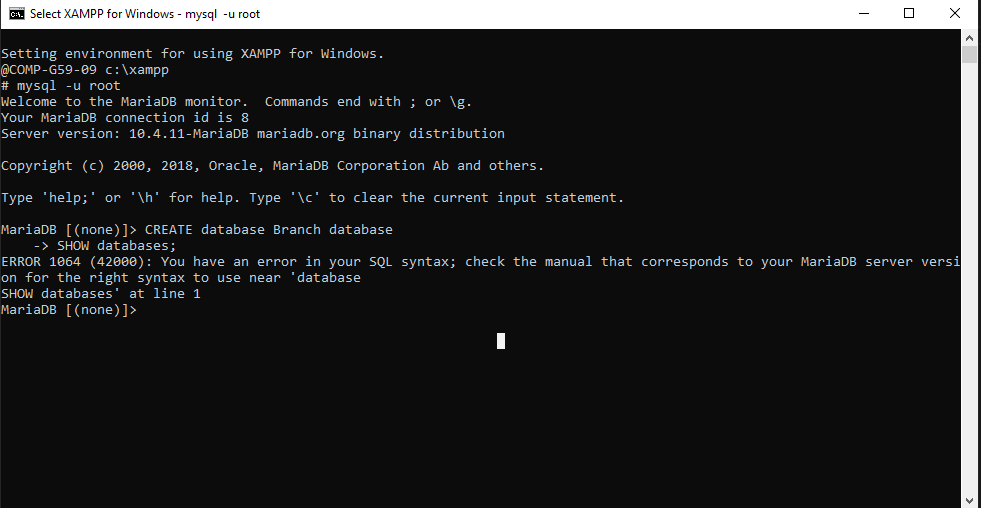 Select XAMPP for Windows - mysql -u root
Setting environment for using XAMPP for Windows.
@COMP-G59-09 c:\xampp
# mysql -u root
Welcome to the MariaDB monitor.  Commands end with ; or \g.
Your MariaDB connection id is 8
Server version: 10.4.11-MariaDB mariadb.org binary distribution
Copyright (c) 2000, 2018, Oracle, MariaDB Corporation Ab and others.
Type 'help;' or '\h' for help. Type '\c' to clear the current input statement.
MariaDB [(none)]> CREATE database Branch database
    -> SHOW databases;
ERROR 1064 (42000): You have an error in your SQL syntax; check the manual that corresponds to your MariaDB server versi
on for the right syntax to use near 'database
SHOW databases' at line 1
MariaDB [(none)]>